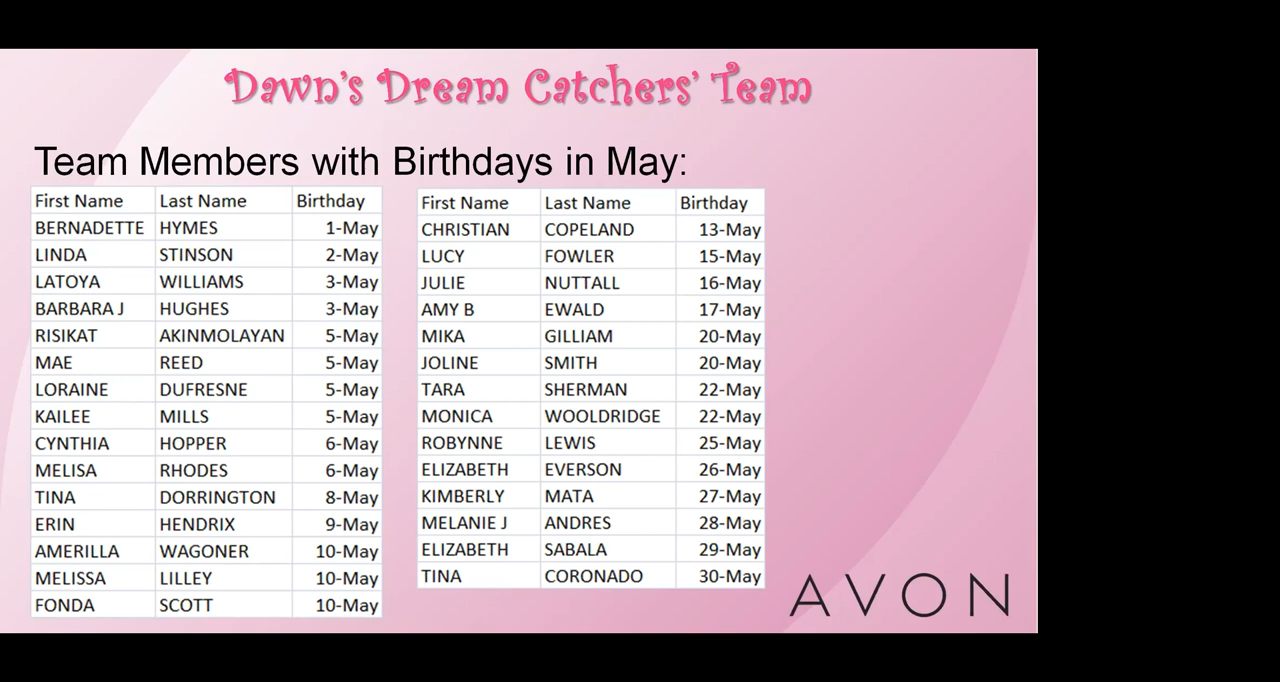 Dawn's Dream Catchers' Team
Team Members with Birthdays in May:
First Name Last Name Birthday
BERNADETTE HYMES 1-May
LINDA STINSON 2-May
LATOYA WILLIAMS 3-May
BARBARA J HUGHES 3-May
RISIKAT AKINMOLAYAN 5-May
MAE REED 5-May
LORAINE DUFRESNE 5-May
KAILEE MILLS 5-May
CYNTHIA HOPPER 6-May
MELISA RHODES 6-May
TINA DORRINGTON 8-May
ERIN HENDRIX 9-May
AMERILLA WAGONER 10-May
MELISSA LILLEY 10-May
FONDA SCOTT 10-May
First Name Last Name Birthday
CHRISTIAN COPELAND 13-May
LUCY FOWLER 15-May
JULIE NUTTALL 16-May
AMY B EWALD 17-May
MIKA GILLIAM 20-May
JOLINE SMITH 20-May
TARA SHERMAN 22-May
MONICA WOOLDRIDGE 22-May
ROBYNNE LEWIS 25-May
ELIZABETH EVERSON 26-May
KIMBERLY MATA 27-May
MELANIE J ANDRES 28-May
ELIZABETH SABALA 29-May
TINA CORONADO 30-May
AVON